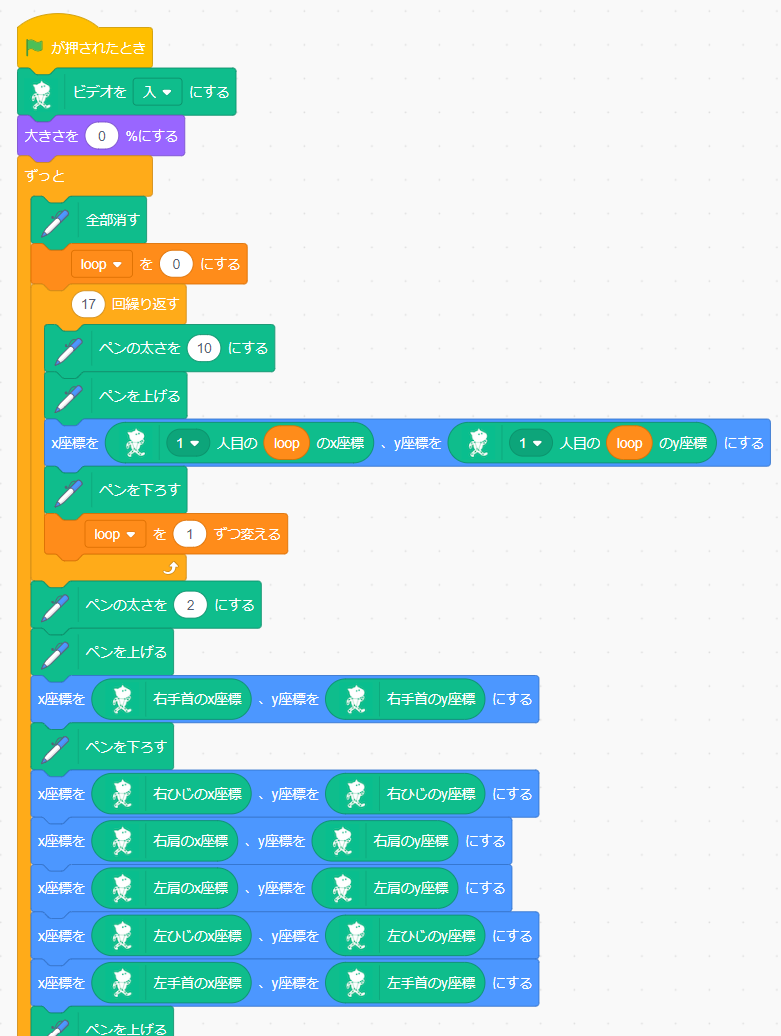 が押されたとき
ビデオを 入 にする
大きさを 0 %にする
ずっと
全部消す
loop を 0 にする
17 回繰り返す
ペンの太さを 10 にする
ペンを上げる
x座標を 1 人目の loop のx座標 、y座標を 1 人目の loop のy座標 にする
ペンを下ろす
loop を 1 ずつ変える
ペンの太さを 2 にする
ペンを上げる
x座標を 右手首のx座標 、y座標を 右手首のy座標 にする
ペンを下ろす
x座標を 右ひじのx座標 、y座標を 右ひじのy座標 にする
x座標を 右肩のx座標 、y座標を 右肩のy座標 にする
x座標を 左肩のx座標 、y座標を 左肩のy座標 にする
x座標を 左ひじのx座標 、y座標を 左ひじのy座標 にする
x座標を 左手首のx座標 、y座標を 左手首のy座標 にする
ペンを上げる